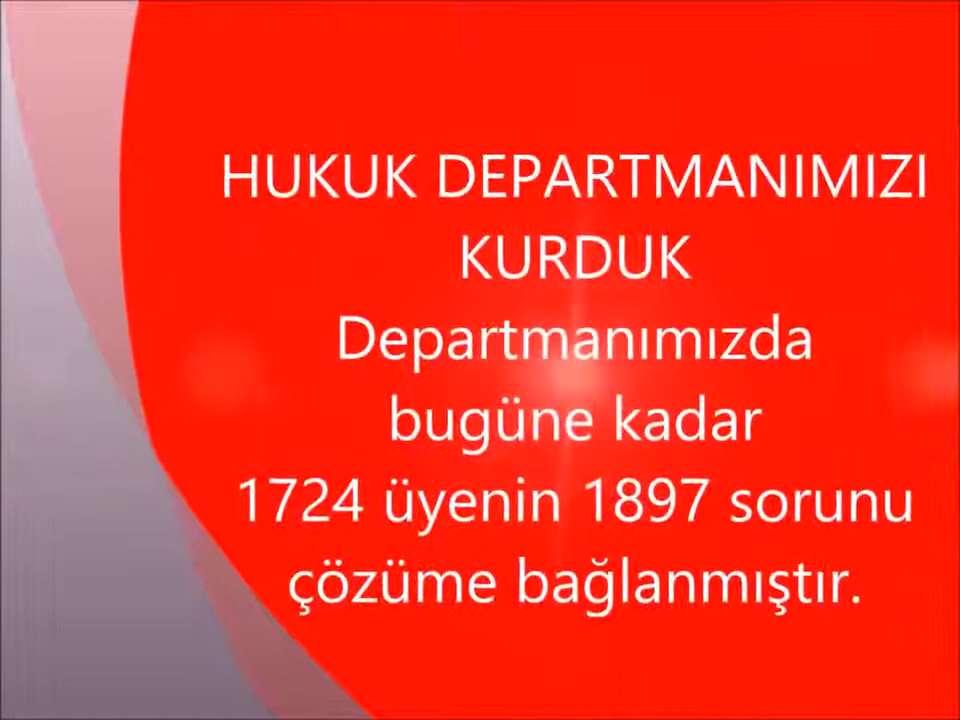 HUKUK DEPARTMANIMIZI
KURDUK
Departmanımızda
bugüne kadar
1724 üyenin 1897 sorunu
çözüme bağlanmıştır.